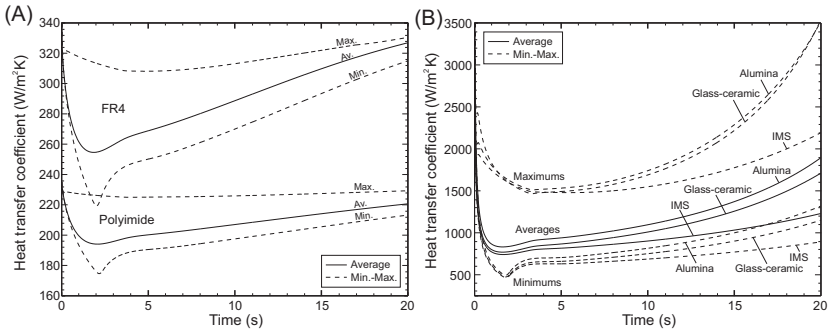 (A)
Heat transfer coefficient (W/m²K)
340
320
300
280
260
240
220
200
180
160
0
5
10
15
20
Time (s)
FR4
Polyimide
Max.
Av.
Min.
Max.
Av.
Min.
Average
Min.-Max.
(B)
Heat transfer coefficient (W/m²K)
3500
3000
2500
2000
1500
1000
500
0
5
10
15
20
Time (s)
Average
Min.-Max.
Alumina
Glass-ceramic
IMS
Maximums
Alumina
Glass-ceramic
IMS
Averages
Alumina
Glass-ceramic
IMS
Minimums